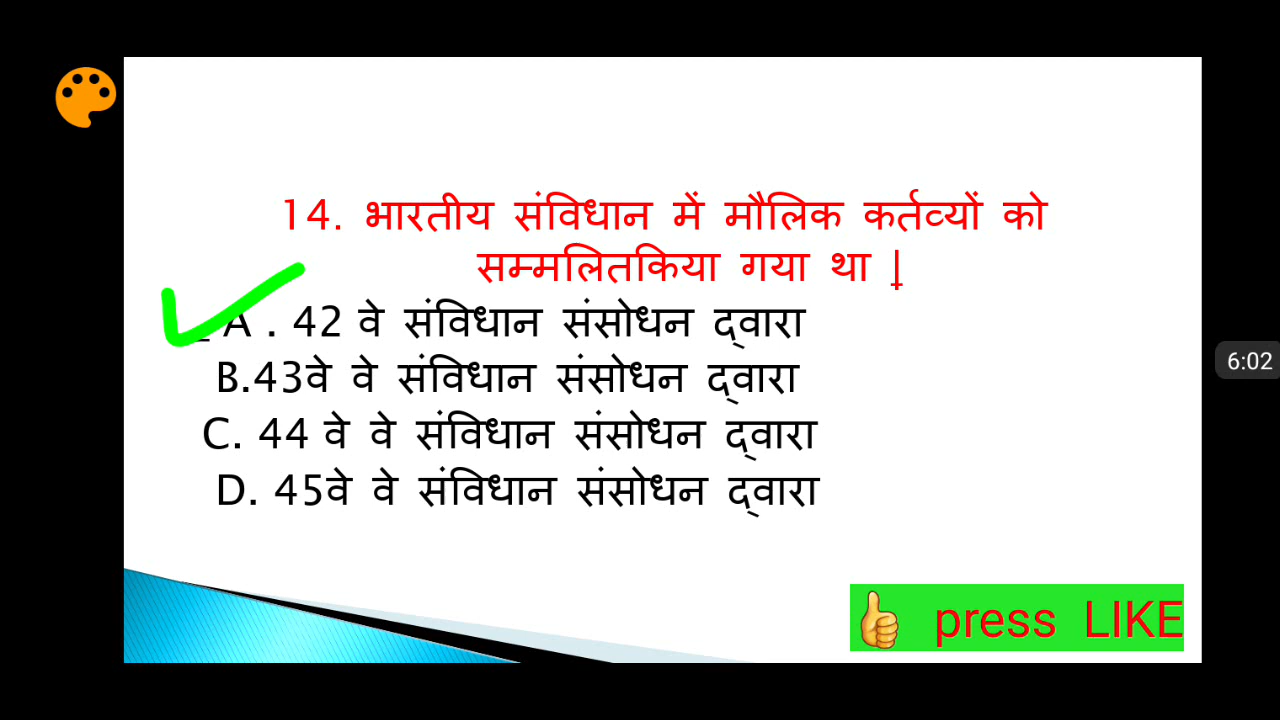 14. भारतीय संविधान में मौलिक कर्तव्यों को
सम्मलितकिया गया था |
A . 42 वे संविधान संसोधन द्वारा
B.43वे वे संविधान संसोधन द्वारा
C. 44 वे वे संविधान संसोधन द्वारा
D. 45वे वे संविधान संसोधन द्वारा
6:02
👍 press LIKE